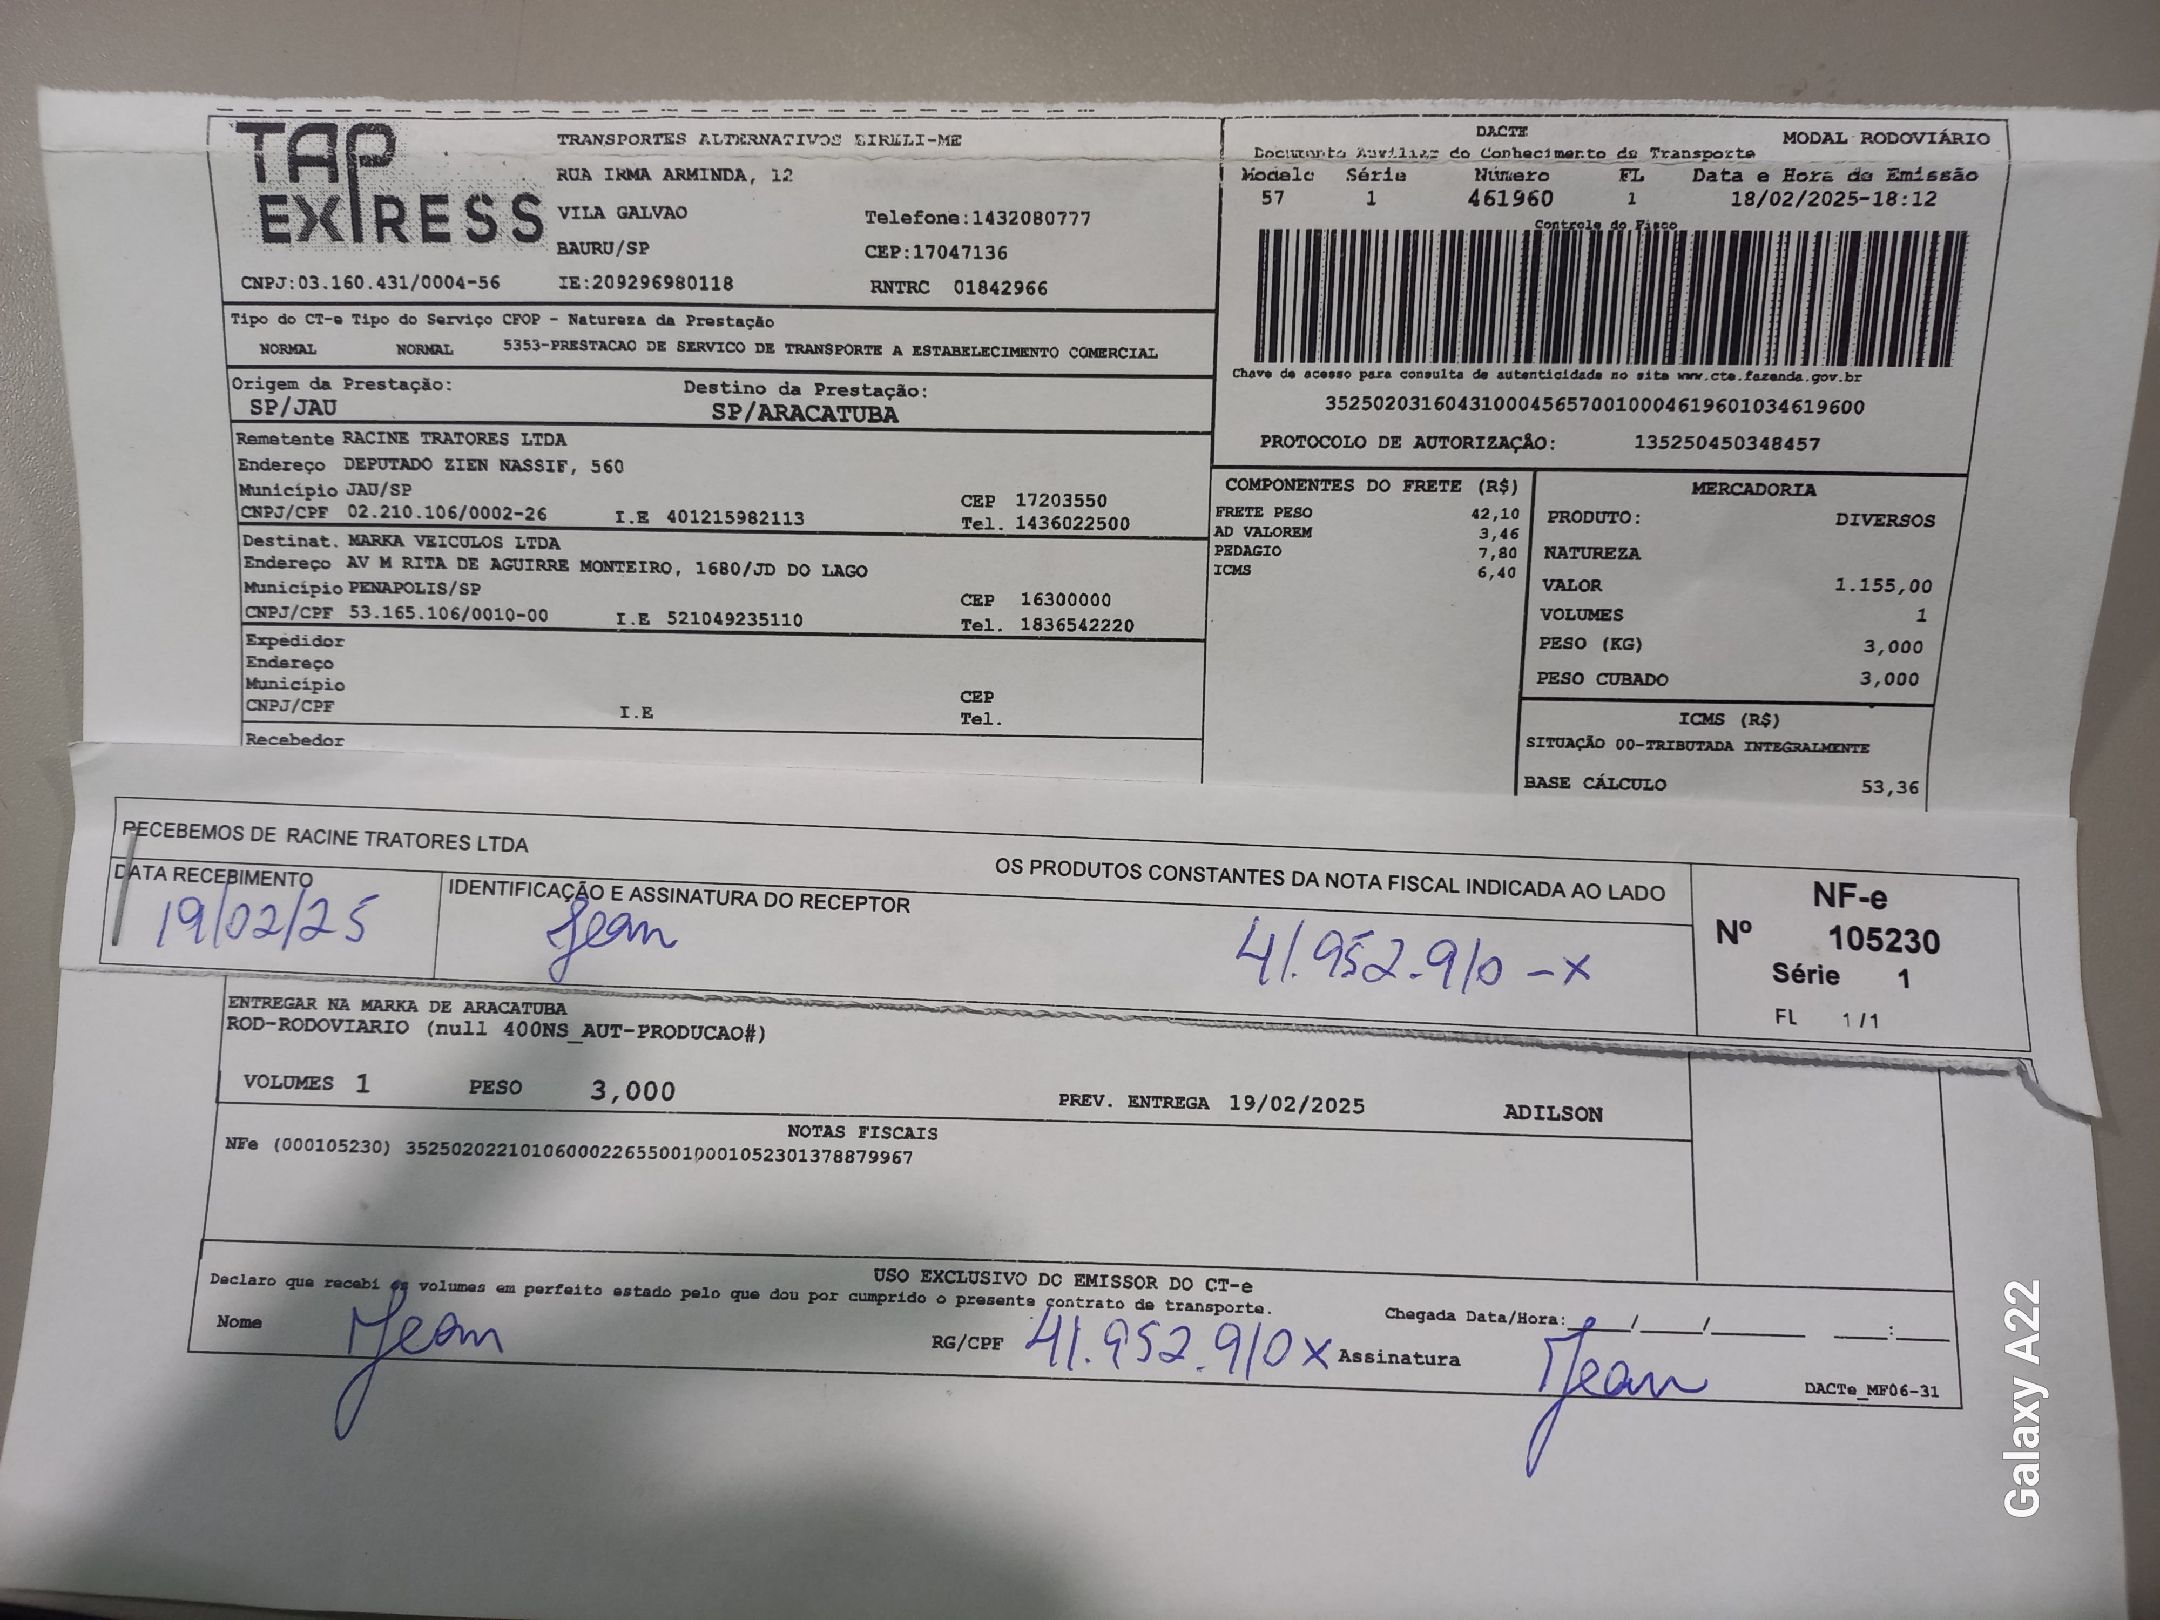 TAP EXPRESS
TRANSPORTES ALTERNATIVOS EIRELI-ME
RUA IRMA ARMINDA, 12
VILA GALVAO Telefone:1432080777
BAURU/SP CEP:17047136
CNPJ:03.160.431/0004-56 IE:209296980118 RNTRC 01842966
DACTE MODAL RODOVIÁRIO
Documento Auxiliar do Conhecimento de Transporte
Modelo Série Número FL Data e Hora de Emissão
57 1 461960 1 18/02/2025-18:12
Controle do Fisco
Chave de acesso para consulta de autenticidade no site www.cte.fazenda.gov.br
35250203160431000456570010004619601034619600
PROTOCOLO DE AUTORIZAÇÃO: 135250450348457
Tipo do CT-e Tipo do Serviço CFOP - Natureza da Prestação
NORMAL NORMAL 5353-PRESTACAO DE SERVICO DE TRANSPORTE A ESTABELECIMENTO COMERCIAL
Origem da Prestação: Destino da Prestação:
SP/JAU SP/ARACATUBA
Remetente RACINE TRATORES LTDA
Endereço DEPUTADO ZIEN NASSIF, 560
Município JAU/SP CEP 17203550
CNPJ/CPF 02.210.106/0002-26 I.E 401215982113 Tel. 1436022500
Destinat. MARKA VEICULOS LTDA
Endereço AV M RITA DE AGUIRRE MONTEIRO, 1680/JD DO LAGO
Município PENAPOLIS/SP CEP 16300000
CNPJ/CPF 53.165.106/0010-00 I.E 521049235110 Tel. 1836542220
Expedidor
Endereço
Município CEP
CNPJ/CPF I.E Tel.
Recebedor
COMPONENTES DO FRETE (R$)
FRETE PESO 42,10
AD VALOREM 3,46
PEDAGIO 7,80
ICMS 6,40
MERCADORIA
PRODUTO: DIVERSOS
NATUREZA
VALOR 1.155,00
VOLUMES 1
PESO (KG) 3,000
PESO CUBADO 3,000
ICMS (R$)
SITUAÇÃO 00-TRIBUTADA INTEGRALMENTE
BASE CÁLCULO 53,36
RECEBEMOS DE RACINE TRATORES LTDA OS PRODUTOS CONSTANTES DA NOTA FISCAL INDICADA AO LADO
DATA RECEBIMENTO IDENTIFICAÇÃO E ASSINATURA DO RECEPTOR
19/02/25 Jean 41.952.910-x
NF-e
Nº 105230
Série 1
FL 1/1
ENTREGAR NA MARKA DE ARACATUBA
ROD-RODOVIARIO (null 400NS_AUT-PRODUCAO#)
VOLUMES 1 PESO 3,000 PREV. ENTREGA 19/02/2025 ADILSON
NOTAS FISCAIS
NFe (000105230) 35250202210106000226550010001052301378879967
USO EXCLUSIVO DO EMISSOR DO CT-e
Declaro que recebi os volumes em perfeito estado pelo que dou por cumprido o presente contrato de transporte. Chegada Data/Hora:____/____/______ ____:____
Nome Jean RG/CPF 41.952.910x Assinatura Jean
DACTe_MF06-31
Galaxy A22